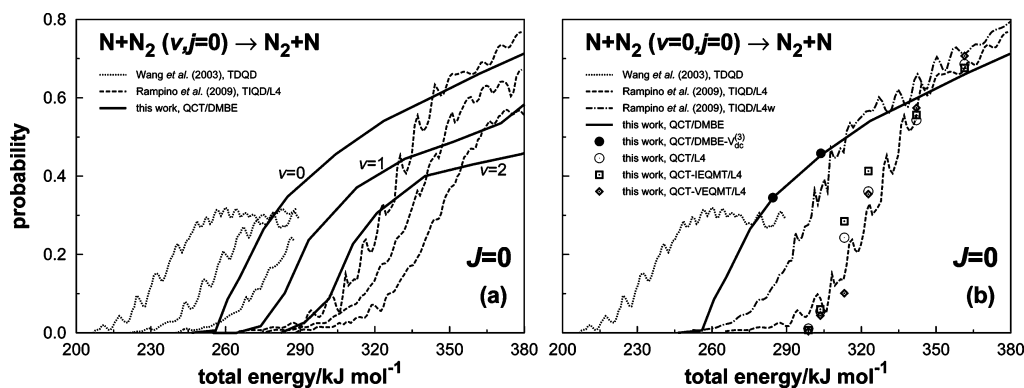 N+N₂ (v,j=0) → N₂+N
Wang et al. (2003), TDQD
Rampino et al. (2009), TIQD/L4
this work, QCT/DMBE
v=0
v=1
v=2
J=0
(a)
probability
0.8
0.6
0.4
0.2
0.0
200 230 260 290 320 350 380
total energy/kJ mol⁻¹
N+N₂ (v=0,j=0) → N₂+N
Wang et al. (2003), TDQD
Rampino et al. (2009), TIQD/L4
Rampino et al. (2009), TIQD/L4w
this work, QCT/DMBE
this work, QCT/DMBE-V_dc^(3)
this work, QCT/L4
this work, QCT-IEQMT/L4
this work, QCT-VEQMT/L4
J=0
(b)
200 230 260 290 320 350 380
total energy/kJ mol⁻¹